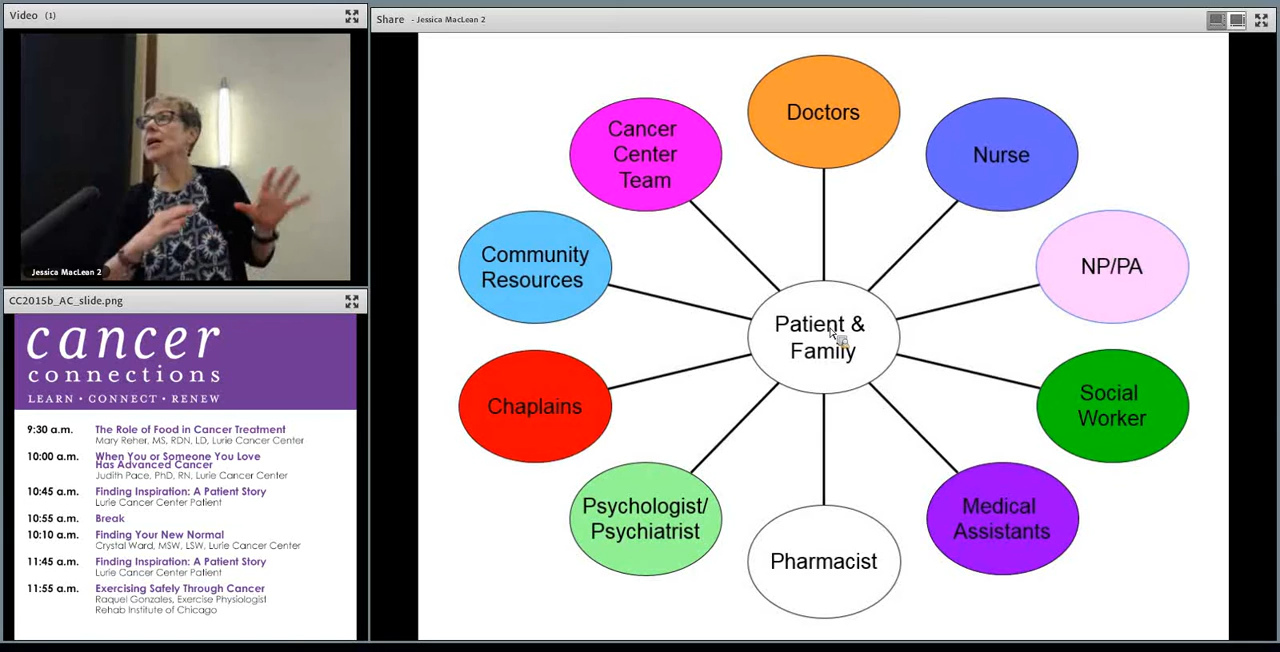 Video (1)
Jessica MacLean 2
CC2015b_AC_slide.png
cancer
connections
LEARN • CONNECT • RENEW
9:30 a.m. The Role of Food in Cancer Treatment
Mary Reher, MS, RDN, LD, Lurie Cancer Center
10:00 a.m. When You or Someone You Love
Has Advanced Cancer
Judith Pace, PhD, RN, Lurie Cancer Center
10:45 a.m. Finding Inspiration: A Patient Story
Lurie Cancer Center Patient
10:55 a.m. Break
10:10 a.m. Finding Your New Normal
Crystal Ward, MSW, LSW, Lurie Cancer Center
11:45 a.m. Finding Inspiration: A Patient Story
Lurie Cancer Center Patient
11:55 a.m. Exercising Safely Through Cancer
Raquel Gonzales, Exercise Physiologist
Rehab Institute of Chicago
Share - Jessica MacLean 2
Doctors
Cancer
Center
Team
Nurse
Community
Resources
NP/PA
Patient &
Family
Chaplains
Social
Worker
Psychologist/
Psychiatrist
Medical
Assistants
Pharmacist